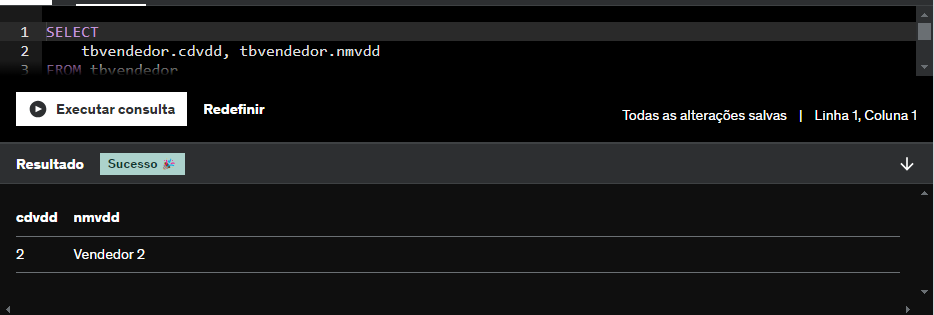 1 SELECT
2 tbvendedor.cdvdd, tbvendedor.nmvdd
3 FROM tbvendedor
Executar consulta Redefinir Todas as alterações salvas | Linha 1, Coluna 1
Resultado Sucesso 🎉
cdvdd nmvdd
2 Vendedor 2